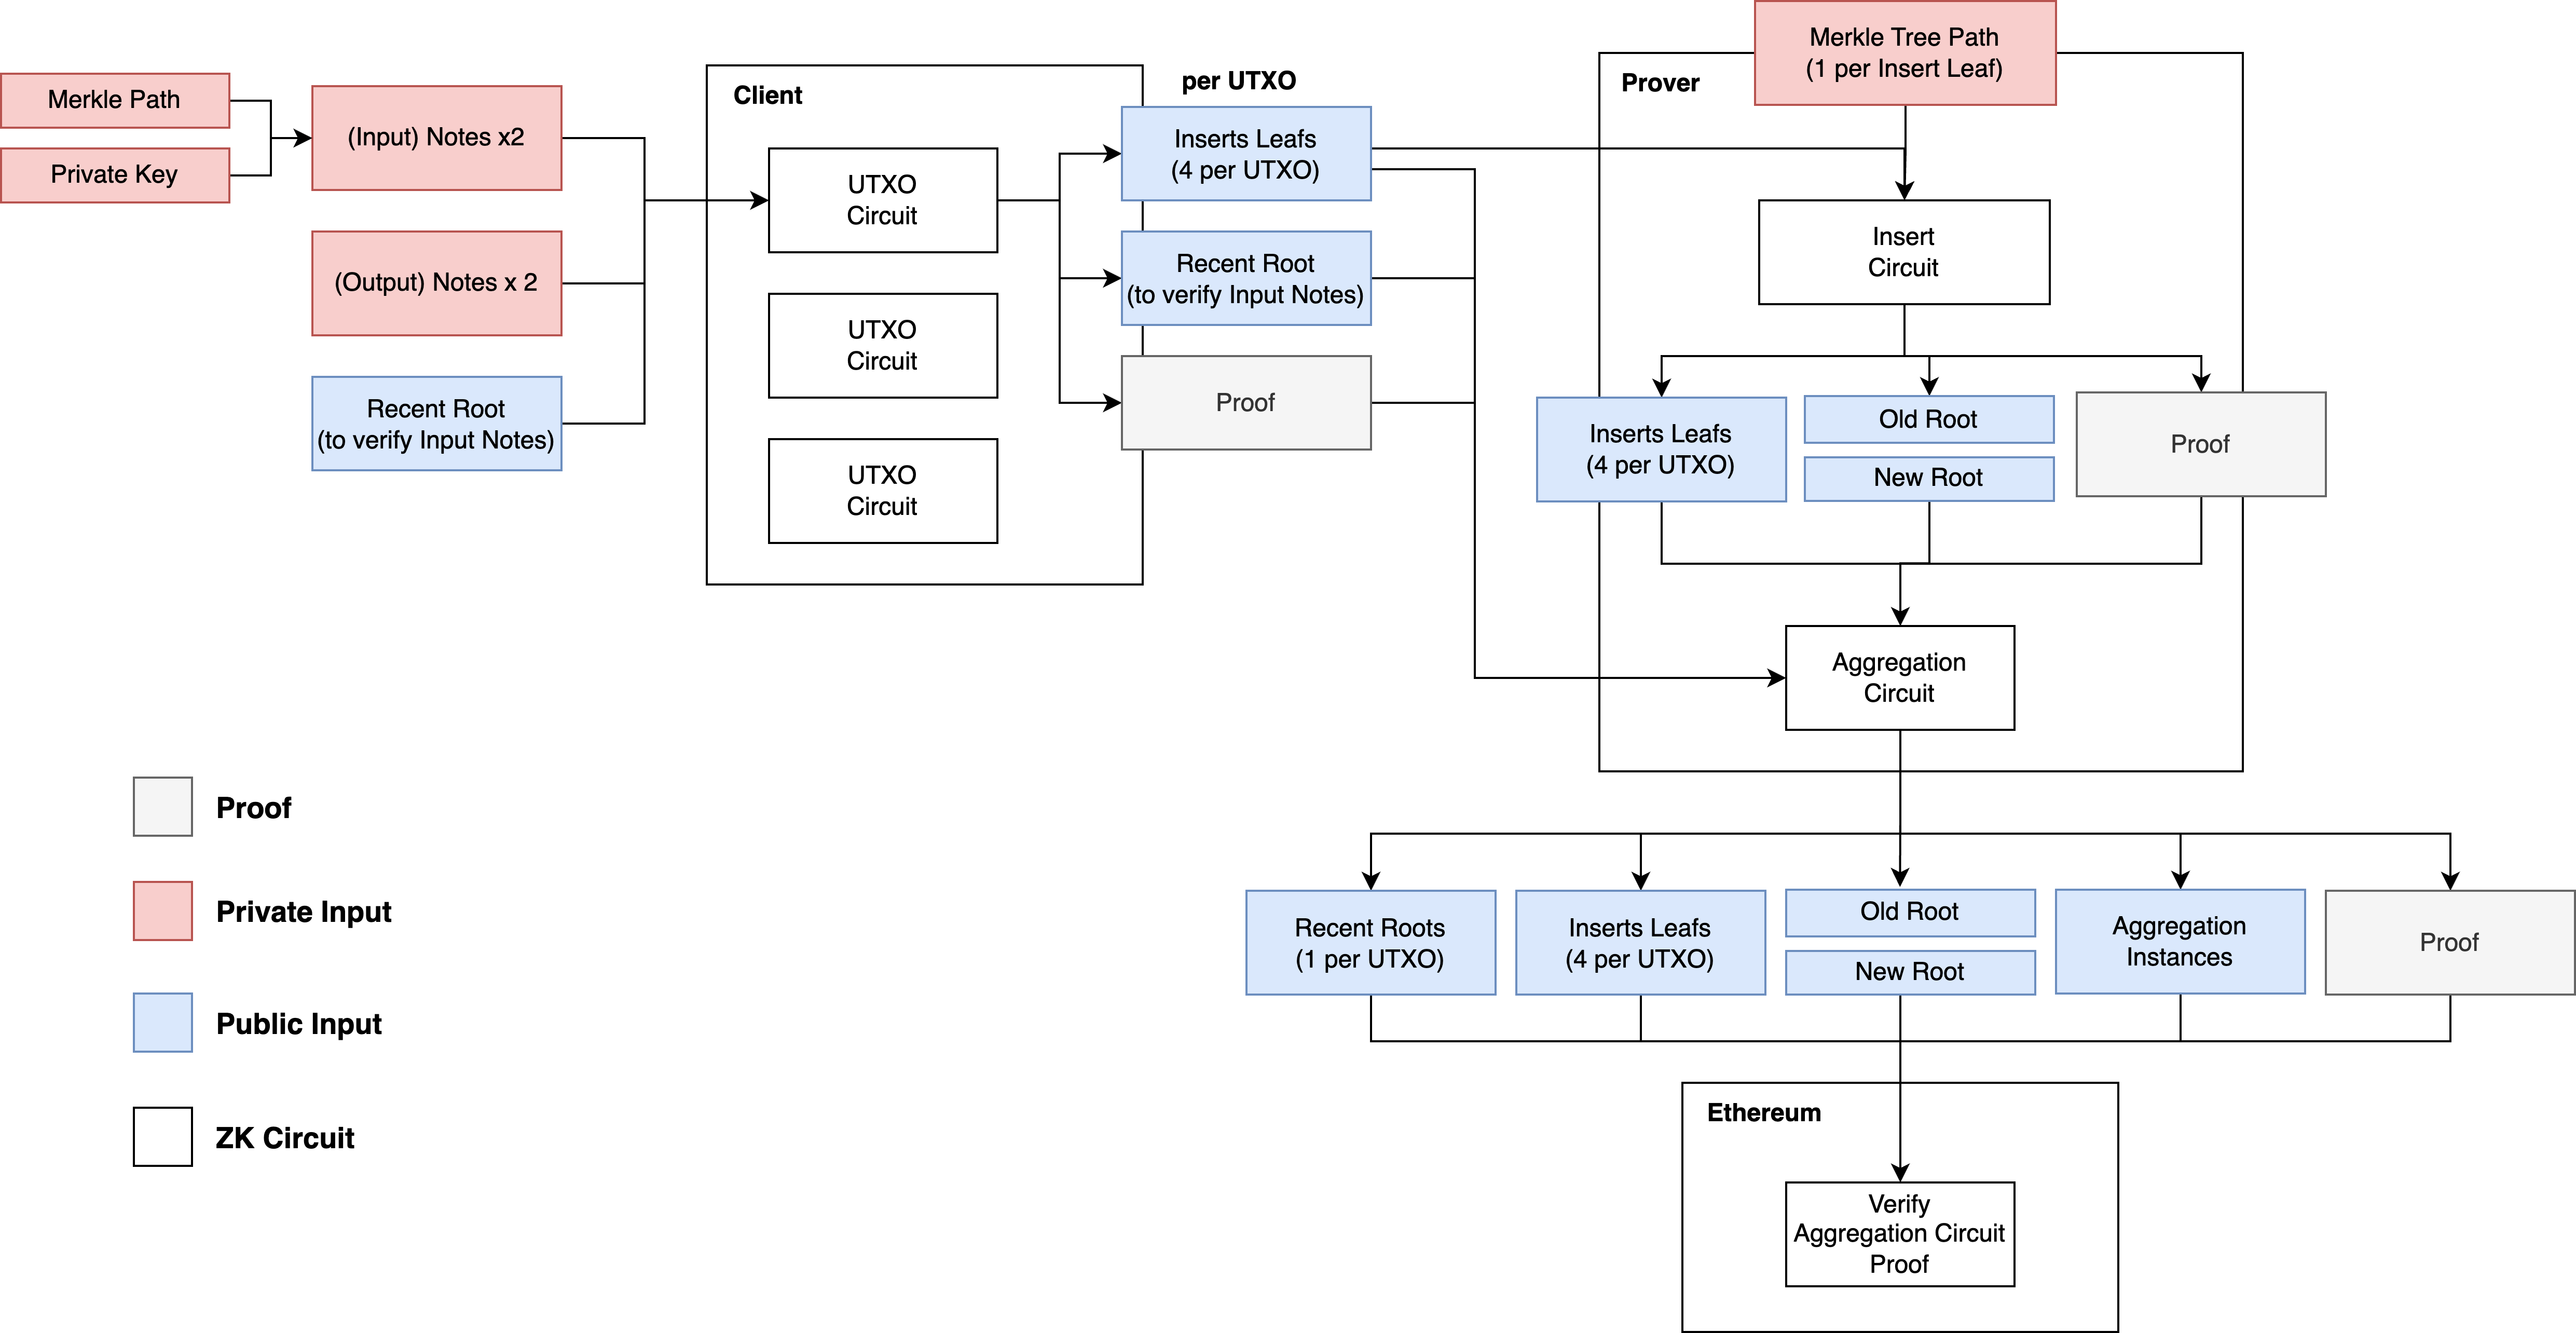 Merkle Path
Private Key
(Input) Notes x2
(Output) Notes x 2
Recent Root
(to verify Input Notes)
Client
UTXO
Circuit
UTXO
Circuit
UTXO
Circuit
per UTXO
Inserts Leafs
(4 per UTXO)
Recent Root
(to verify Input Notes)
Proof
Prover
Merkle Tree Path
(1 per Insert Leaf)
Insert
Circuit
Inserts Leafs
(4 per UTXO)
Old Root
New Root
Proof
Aggregation
Circuit
Recent Roots
(1 per UTXO)
Inserts Leafs
(4 per UTXO)
Old Root
New Root
Aggregation
Instances
Proof
Ethereum
Verify
Aggregation Circuit
Proof
Proof
Private Input
Public Input
ZK Circuit